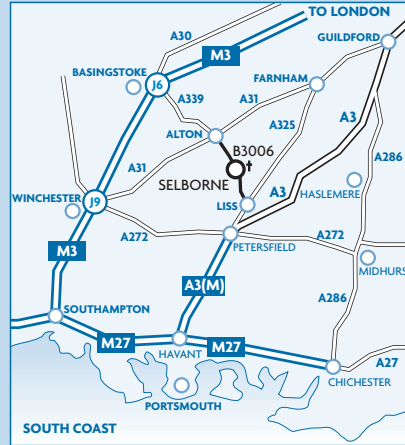 TO LONDON
A30
GUILDFORD
M3
BASINGSTOKE
J6
FARNHAM
A339
A31
A3
ALTON
A325
B3006
A286
A31
SELBORNE
A3
HASLEMERE
WINCHESTER
J9
LISS
A272
PETERSFIELD
A272
M3
MIDHURS
A3(M)
A286
SOUTHAMPTON
M27
HAVANT
M27
A27
CHICHESTER
PORTSMOUTH
SOUTH COAST